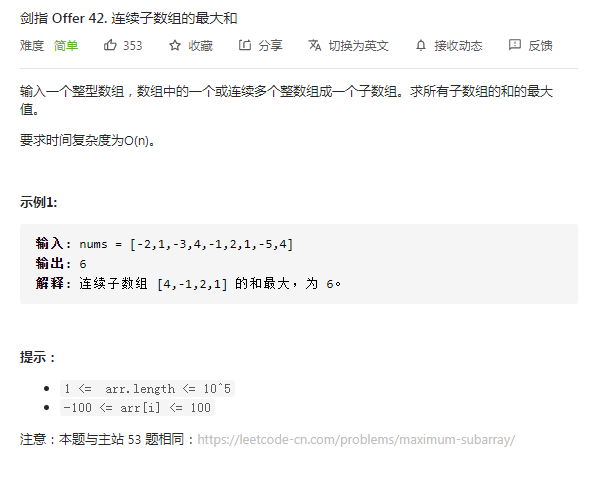 剑指 Offer 42. 连续子数组的最大和
难度 简单 353 收藏 分享 切换为英文 接收动态 反馈
输入一个整型数组，数组中的一个或连续多个整数组成一个子数组。求所有子数组的和的最大
值。
要求时间复杂度为O(n)。
示例1:
输入: nums = [-2,1,-3,4,-1,2,1,-5,4]
输出: 6
解释: 连续子数组 [4,-1,2,1] 的和最大，为 6。
提示：
1 <= arr.length <= 10^5
-100 <= arr[i] <= 100
注意：本题与主站 53 题相同：https://leetcode-cn.com/problems/maximum-subarray/